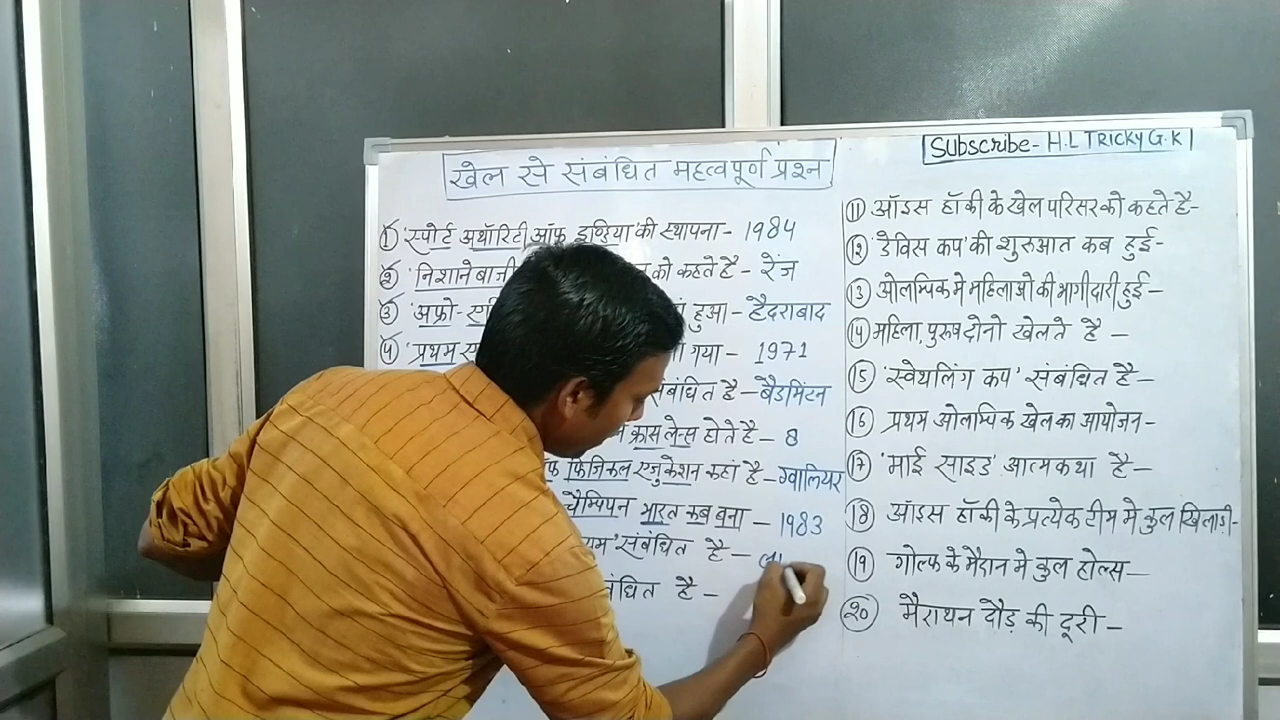 खेल से संबंधित महत्वपूर्ण प्रश्न
Subscribe- H.L TRICKY G.K
① 'स्पोर्ट अथॉरिटी ऑफ इण्डिया' की स्थापना - 1984
② 'निशानेबाजी को कहते है - रेंज
③ 'अफ्रो- हुआ - हैदराबाद
④ 'प्रथम गया - 1971
संबंधित है - बैडमिंटन
क्रास लेन्स होते है - 8
फिजिकल एजुकेशन कहां है - ग्वालियर
चैम्पियन भारत कब बना - 1983
संबंधित है -
है -
⑪ ऑइस हॉकी के खेल परिसर को कहते है-
⑫ 'डेविस कप' की शुरुआत कब हुई-
⑬ ओलम्पिक मे महिलाओ की भागीदारी हुई-
⑭ महिला, पुरुष दोनो खेलते है -
⑮ 'स्वेथलिंग कप' संबंधित है-
⑯ प्रथम ओलम्पिक खेल का आयोजन-
⑰ 'माई साइड' आत्मकथा है-
⑱ ऑइस हॉकी के प्रत्येक टीम मे कुल खिलाडी-
⑲ गोल्फ के मैदान मे कुल होल्स-
⑳ मैराथन दौड़ की दूरी -